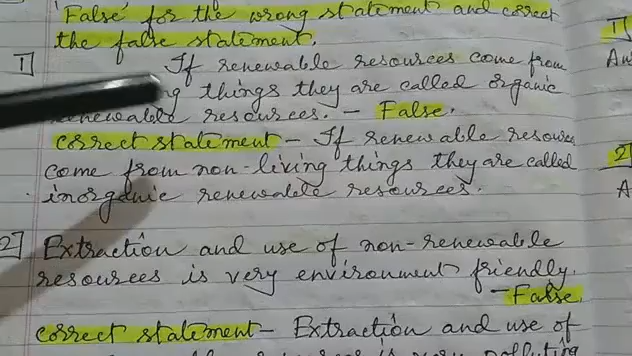 'False' for the wrong statement and correct
the false statement.
1] If renewable resources come from
things they are called organic
renewable resources. - False.
correct statement - If renewable resources
come from non-living things they are called
inorganic renewable resources.
2] Extraction and use of non-renewable
resources is very environment friendly.
- False.
correct statement - Extraction and use of
1]
An
2]
A